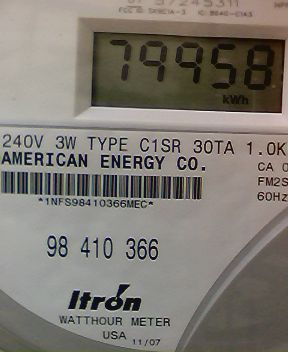 79958
kWh
240V 3W TYPE C1SR 30TA 1.0K
AMERICAN ENERGY CO.
CA
FM2S
60Hz
*1NFS98410366MEC*
98 410 366
Itron
WATTHOUR METER
USA 11/07